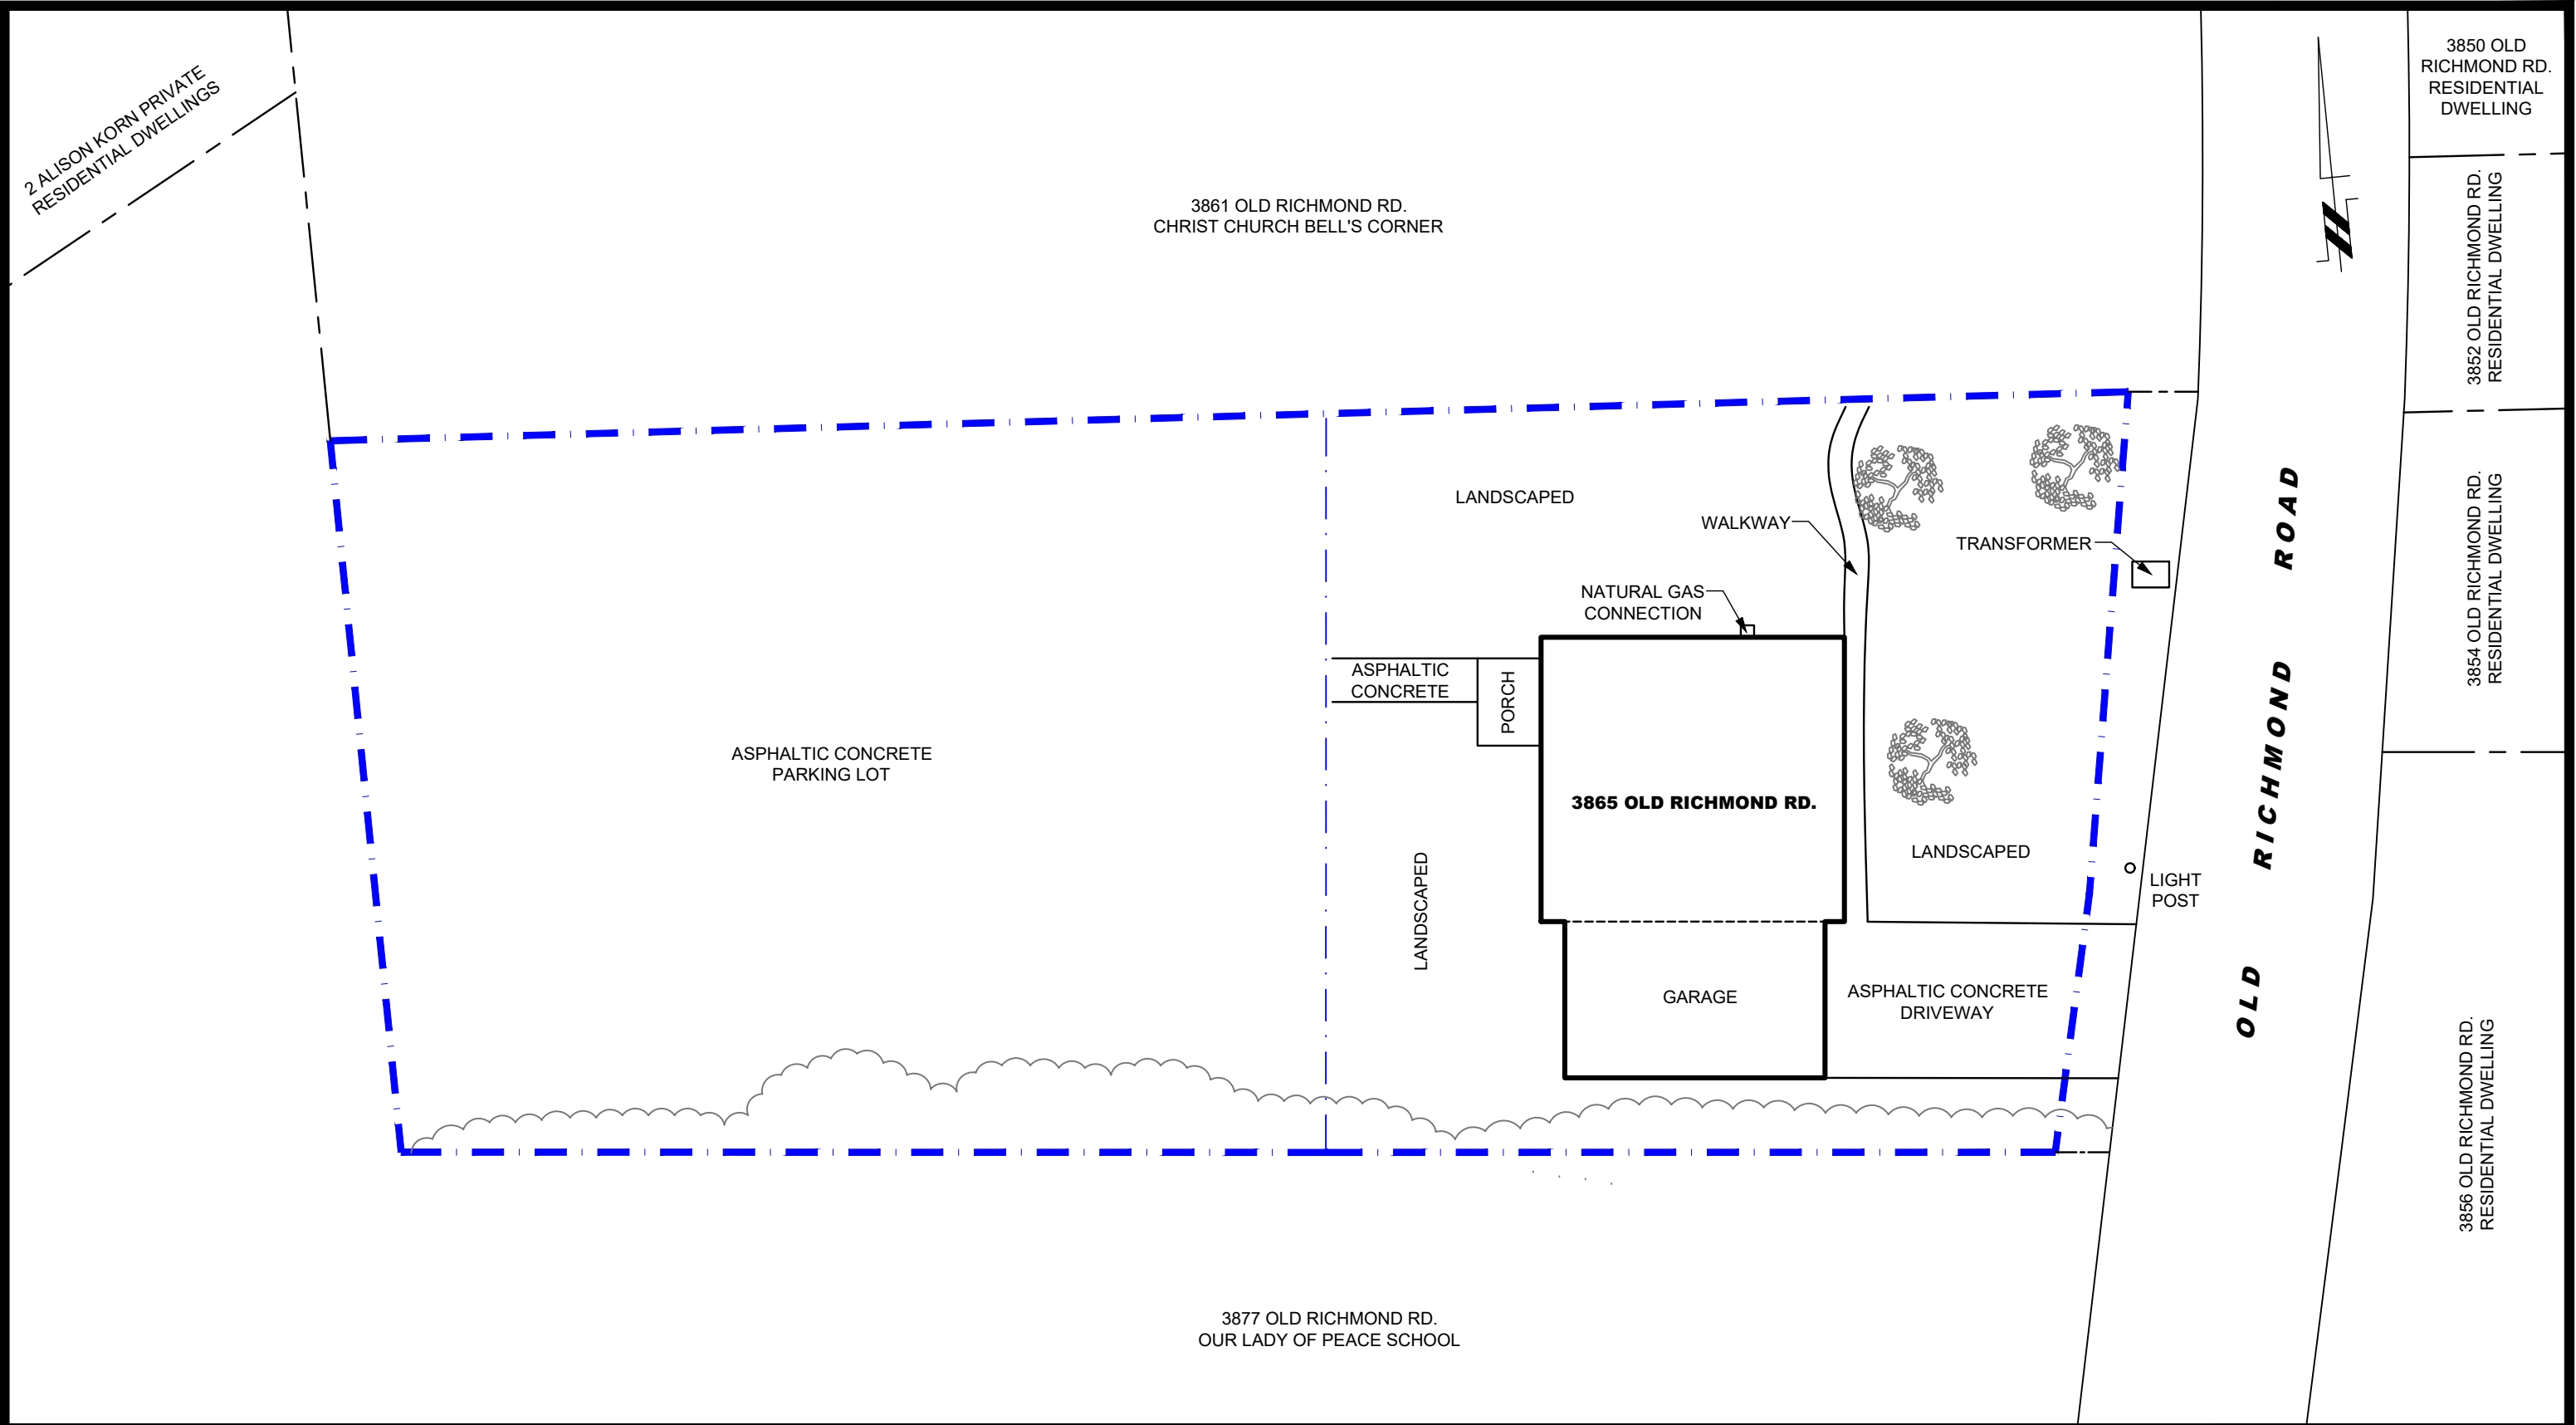 2 ALISON KORN PRIVATE
RESIDENTIAL DWELLINGS
3861 OLD RICHMOND RD.
CHRIST CHURCH BELL'S CORNER
3850 OLD
RICHMOND RD.
RESIDENTIAL
DWELLING
N
3852 OLD RICHMOND RD.
RESIDENTIAL DWELLING
LANDSCAPED
WALKWAY
TRANSFORMER
NATURAL GAS
CONNECTION
3854 OLD RICHMOND RD.
RESIDENTIAL DWELLING
ASPHALTIC
CONCRETE
PORCH
ASPHALTIC CONCRETE
PARKING LOT
3865 OLD RICHMOND RD.
LANDSCAPED
LANDSCAPED
LIGHT
POST
OLD RICHMOND ROAD
GARAGE
ASPHALTIC CONCRETE
DRIVEWAY
3856 OLD RICHMOND RD.
RESIDENTIAL DWELLING
3877 OLD RICHMOND RD.
OUR LADY OF PEACE SCHOOL